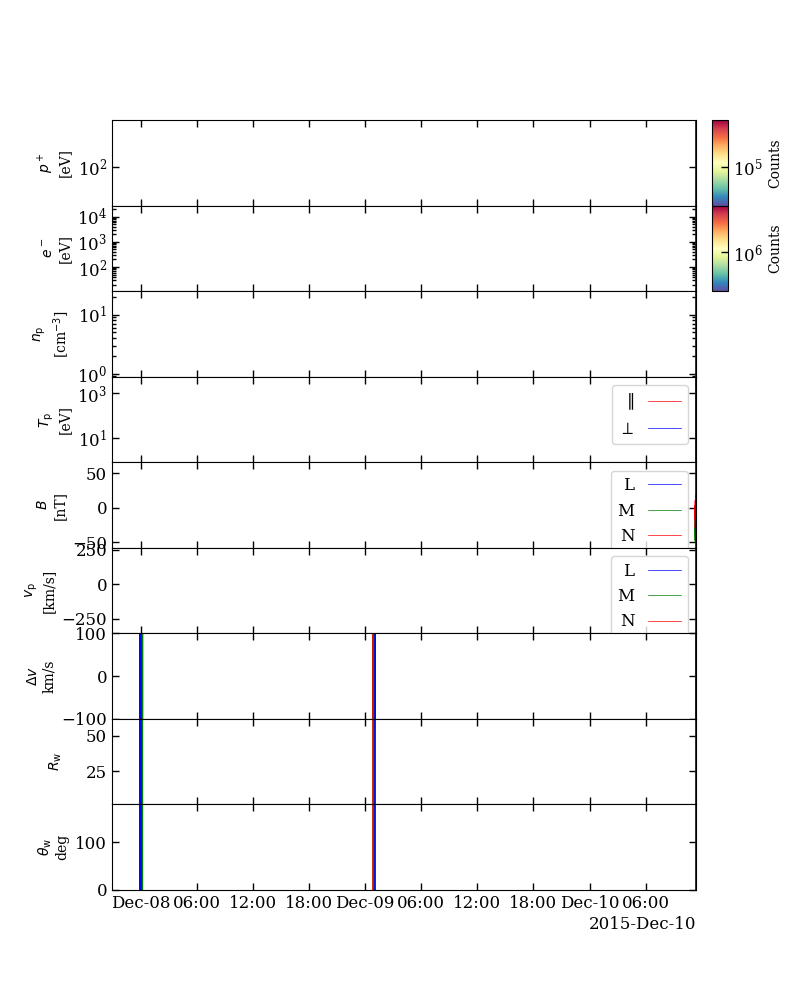 p⁺
[eV]
10²
10⁵
Counts
e⁻
[eV]
10⁴
10³
10²
10⁶
Counts
nₚ
[cm⁻³]
10¹
10⁰
Tₚ
[eV]
10³
10¹
∥
⊥
B
[nT]
50
0
−50
L
M
N
vₚ
[km/s]
250
0
−250
L
M
N
Δv
km/s
100
0
−100
R_w
50
25
θ_w
deg
100
0
Dec-08 06:00 12:00 18:00 Dec-09 06:00 12:00 18:00 Dec-10 06:00
2015-Dec-10